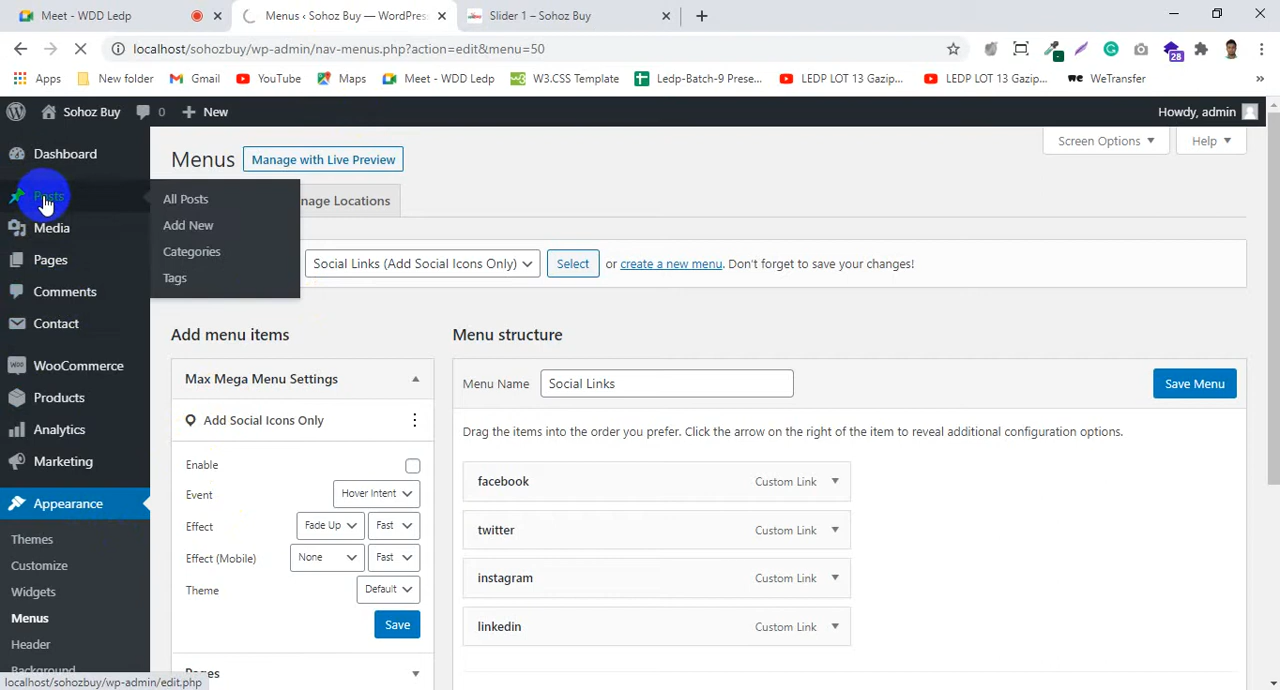 Meet - WDD Ledp
Menus ‹ Sohoz Buy — WordPress
Slider 1 – Sohoz Buy
localhost/sohozbuy/wp-admin/nav-menus.php?action=edit&menu=50
28
Apps
New folder
Gmail
YouTube
Maps
Meet - WDD Ledp
W3.CSS Template
Ledp-Batch-9 Prese...
LEDP LOT 13 Gazip...
LEDP LOT 13 Gazip...
WeTransfer
Sohoz Buy
0
New
Howdy, admin
Dashboard
Posts
Media
Pages
Comments
Contact
WooCommerce
Products
Analytics
Marketing
Appearance
Themes
Customize
Widgets
Menus
Header
Background
All Posts
Add New
Categories
Tags
Menus
Manage with Live Preview
Screen Options
Help
nage Locations
Social Links (Add Social Icons Only)
Select
or create a new menu. Don't forget to save your changes!
Add menu items
Max Mega Menu Settings
Add Social Icons Only
Enable
Event
Hover Intent
Effect
Fade Up
Fast
Effect (Mobile)
None
Fast
Theme
Default
Save
Pages
Menu structure
Menu Name
Social Links
Save Menu
Drag the items into the order you prefer. Click the arrow on the right of the item to reveal additional configuration options.
facebook
Custom Link
twitter
Custom Link
instagram
Custom Link
linkedin
Custom Link
localhost/sohozbuy/wp-admin/edit.php